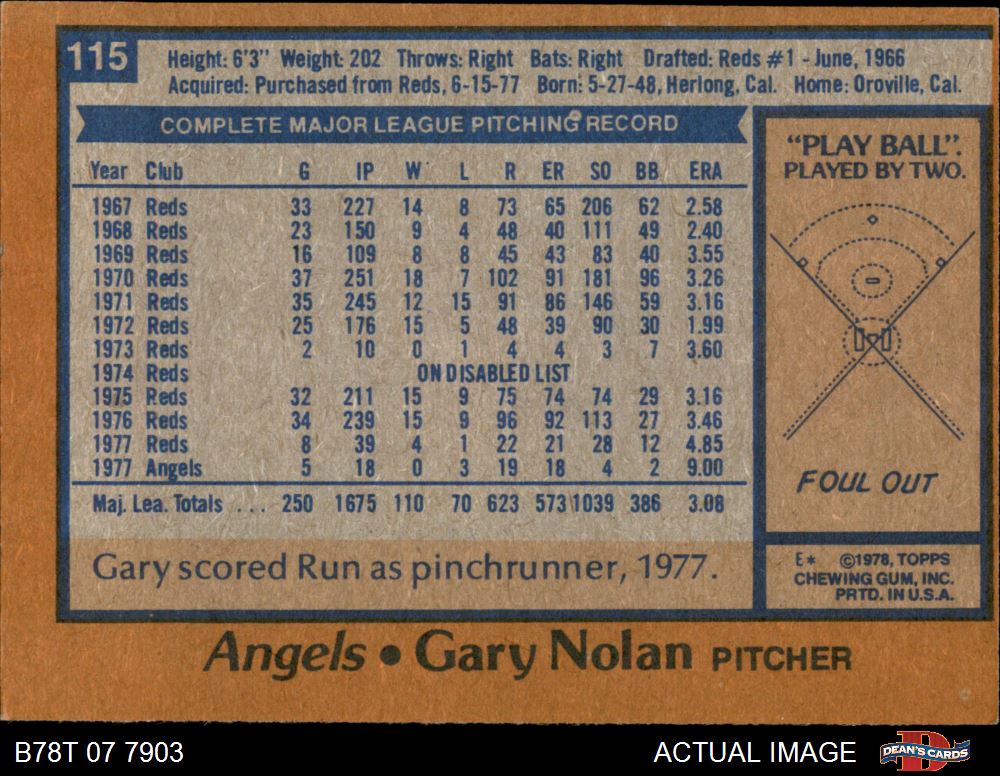 115
Height: 6'3" Weight: 202 Throws: Right Bats: Right Drafted: Reds #1 - June, 1966
Acquired: Purchased from Reds, 6-15-77 Born: 5-27-48, Herlong, Cal. Home: Oroville, Cal.
COMPLETE MAJOR LEAGUE PITCHING RECORD
Year Club G IP W L R ER SO BB ERA
1967 Reds 33 227 14 8 73 65 206 62 2.58
1968 Reds 23 150 9 4 48 40 111 49 2.40
1969 Reds 16 109 8 8 45 43 83 40 3.55
1970 Reds 37 251 18 7 102 91 181 96 3.26
1971 Reds 35 245 12 15 91 86 146 59 3.16
1972 Reds 25 176 15 5 48 39 90 30 1.99
1973 Reds 2 10 0 1 4 4 3 7 3.60
1974 Reds ON DISABLED LIST
1975 Reds 32 211 15 9 75 74 74 29 3.16
1976 Reds 34 239 15 9 96 92 113 27 3.46
1977 Reds 8 39 4 1 22 21 28 12 4.85
1977 Angels 5 18 0 3 19 18 4 2 9.00
Maj. Lea. Totals ... 250 1675 110 70 623 573 1039 386 3.08
Gary scored Run as pinchrunner, 1977.
"PLAY BALL".
PLAYED BY TWO.
FOUL OUT
E* ©1978, TOPPS
CHEWING GUM, INC.
PRTD. IN U.S.A.
Angels • Gary Nolan PITCHER
B78T 07 7903 ACTUAL IMAGE
DEAN'S CARDS